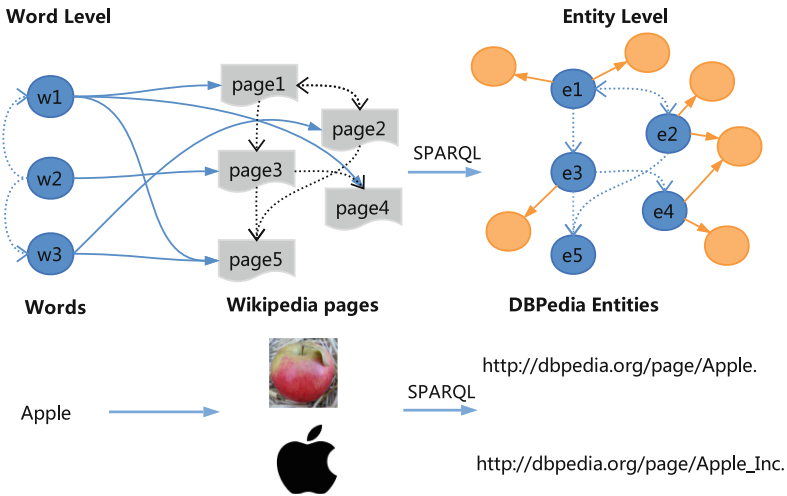 Word Level
Entity Level
page1
w1
e1
page2
e2
SPARQL
w2
page3
e3
page4
e4
w3
page5
e5
Words
Wikipedia pages
DBPedia Entities
http://dbpedia.org/page/Apple.
SPARQL
Apple
http://dbpedia.org/page/Apple_Inc.